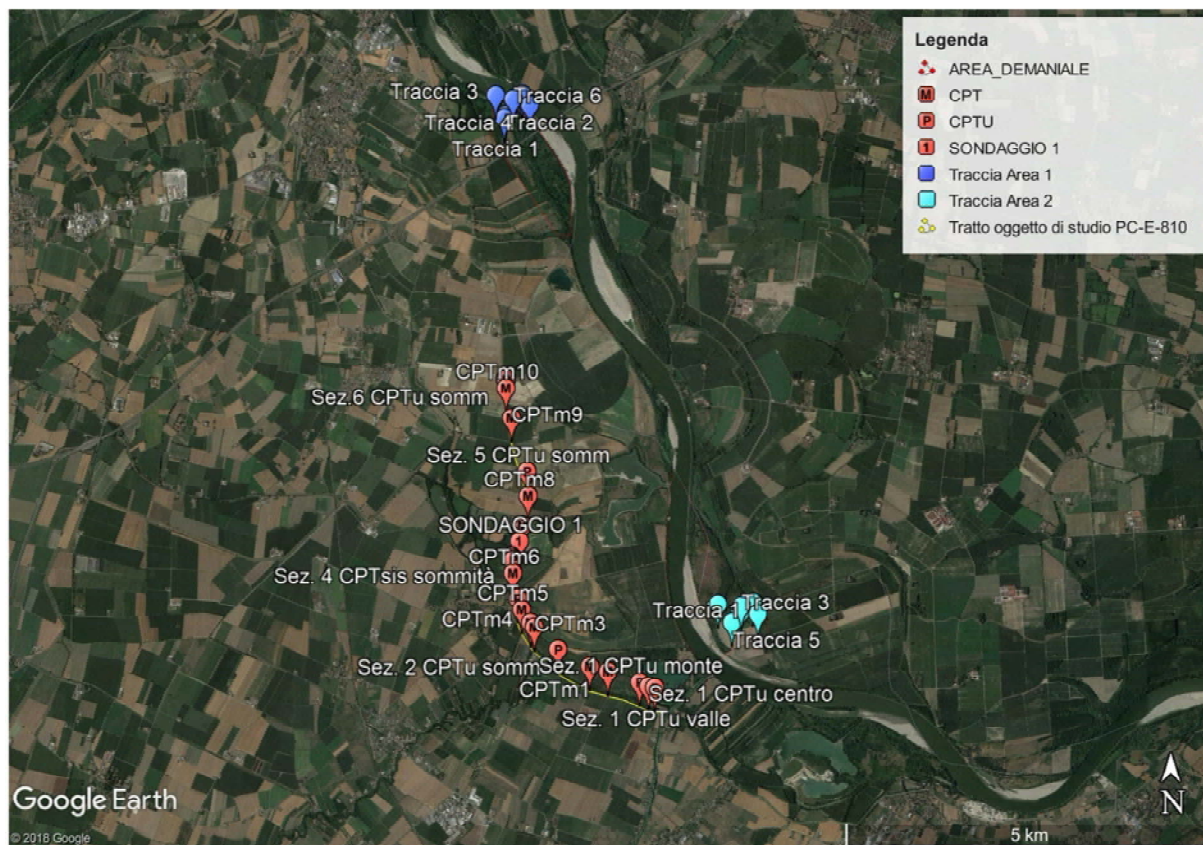 Legenda
AREA_DEMANIALE
M CPT
P CPTU
1 SONDAGGIO 1
Traccia Area 1
Traccia Area 2
Tratto oggetto di studio PC-E-810
Traccia 3
Traccia 6
Traccia 4
Traccia 2
Traccia 1
CPTm10
M
Sez.6 CPTu somm
CPTm9
Sez. 5 CPTu somm
P
CPTm8
M
SONDAGGIO 1
1
CPTm6
M
Sez. 4 CPTsis sommità
CPTm5
M
CPTm4
CPTm3
P
Sez. 2 CPTu somm
CPTu monte
CPTm1
Sez. 1 CPTu centro
Sez. 1 CPTu valle
Traccia 1
Traccia 3
Traccia 5
Google Earth
© 2018 Google
N
5 km